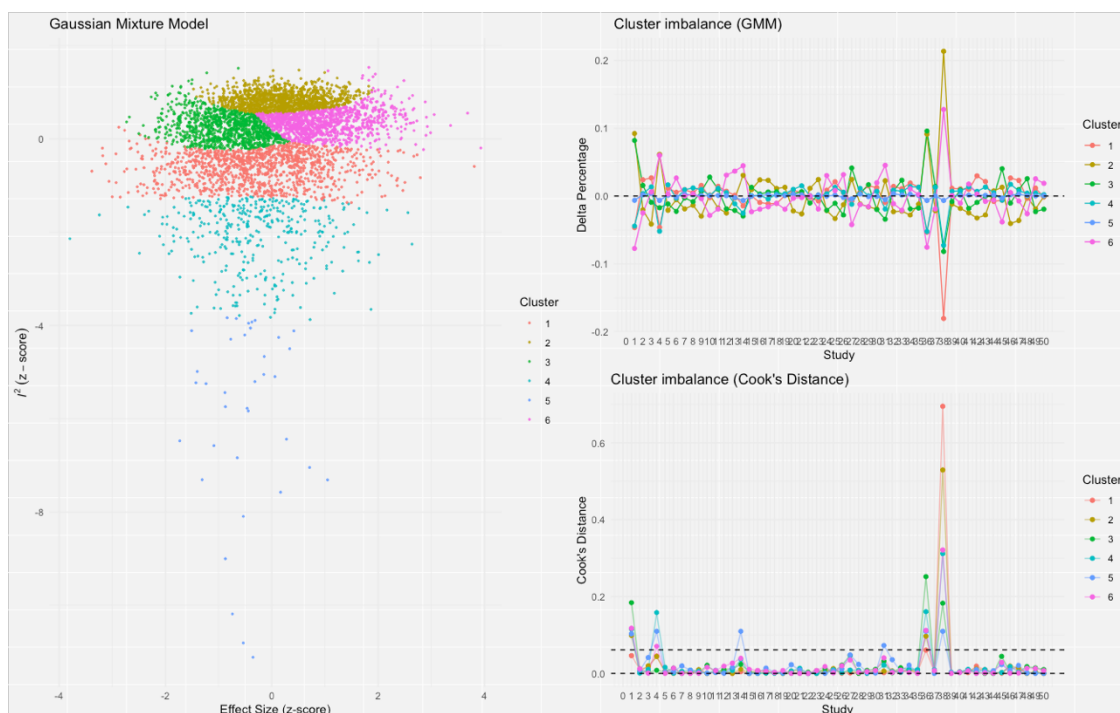 Gaussian Mixture Model
0
-4
-8
I² (z − score)
-4
-2
0
2
4
Effect Size (z-score)
Cluster
1
2
3
4
5
6
Cluster imbalance (GMM)
0.2
0.1
0.0
-0.1
-0.2
Delta Percentage
Study
Cluster
1
2
3
4
5
6
Cluster imbalance (Cook's Distance)
0.6
0.4
0.2
0.0
Cook's Distance
Study
Cluster
1
2
3
4
5
6